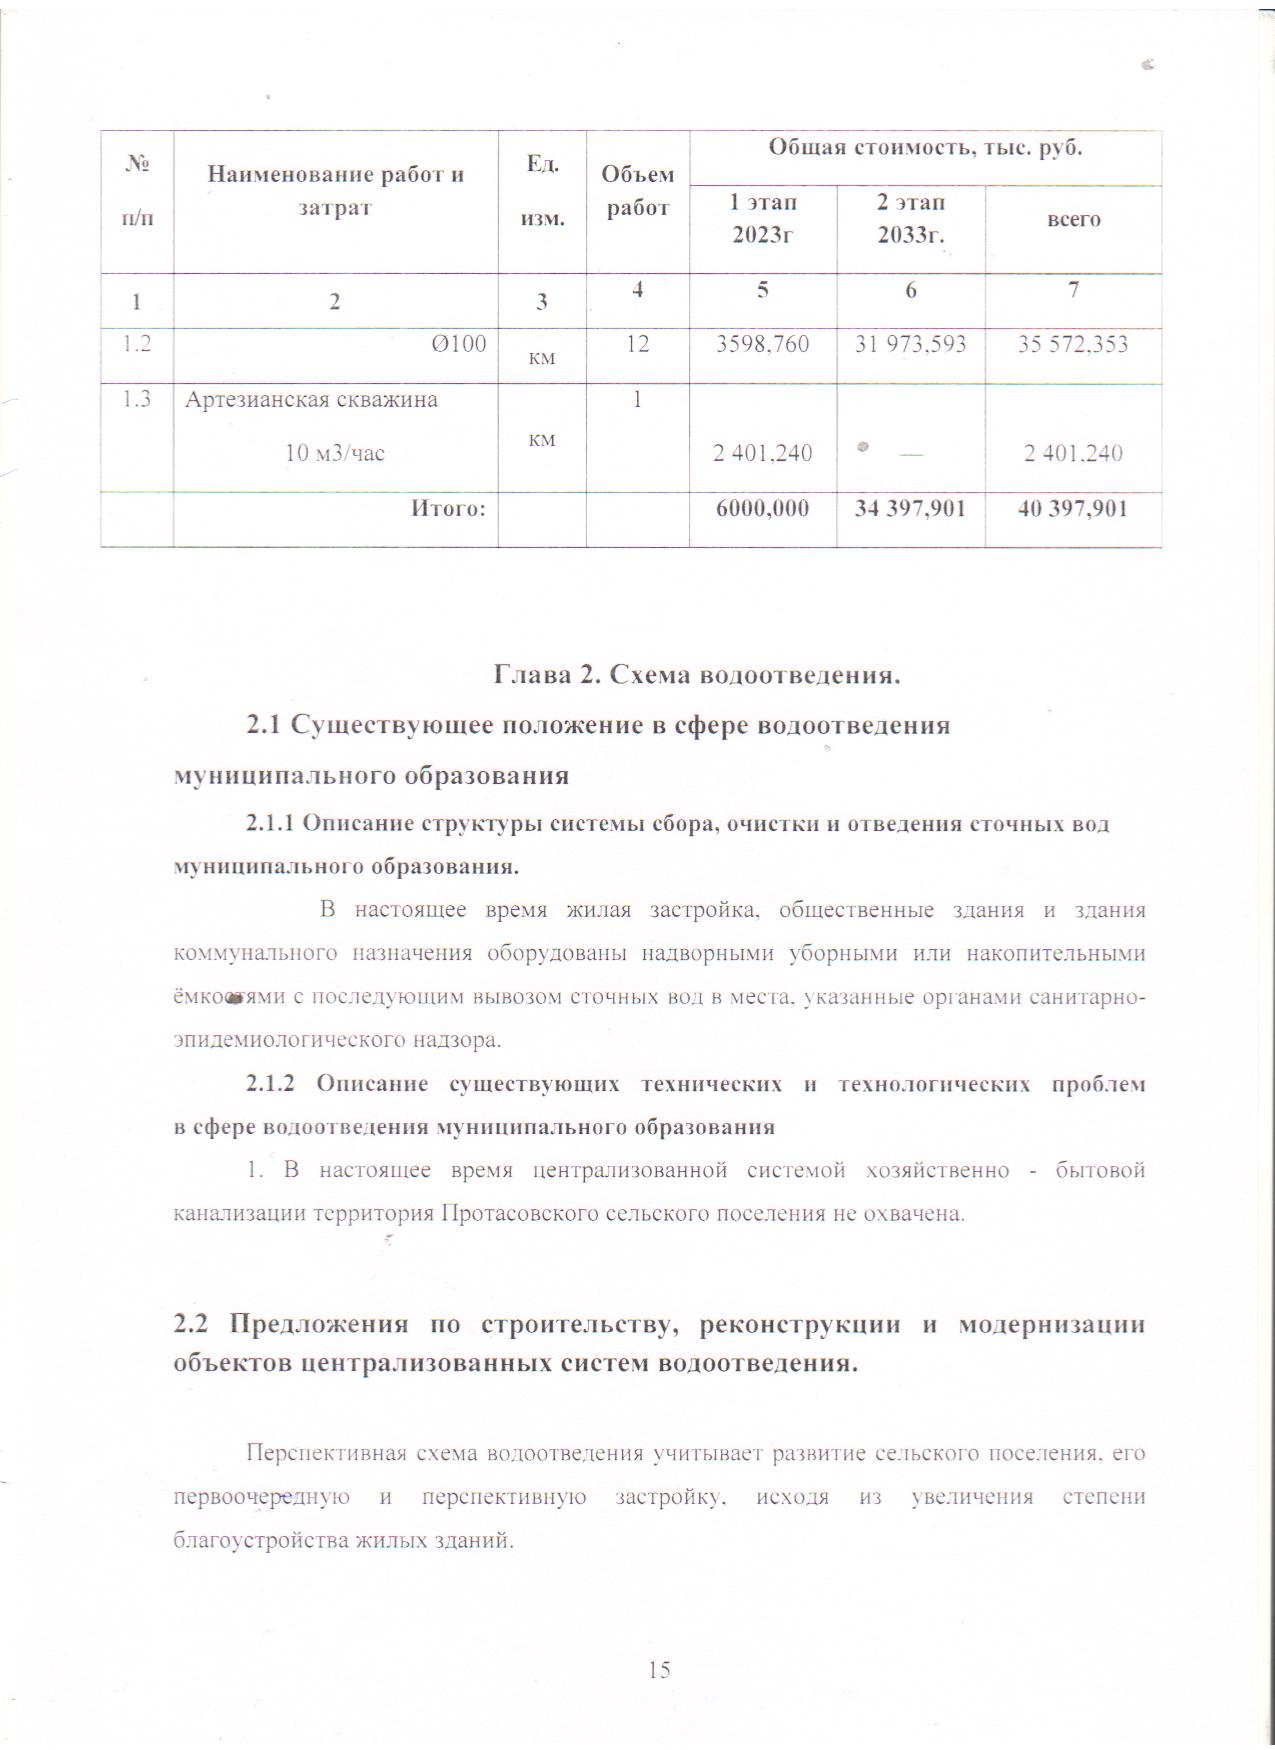 № п/п Наименование работ и затрат Ед. изм. Объем работ Общая стоимость, тыс. руб.
1 этап 2023г 2 этап 2033г. всего
1 2 3 4 5 6 7
1.2 Ø100 км 12 3598,760 31 973,593 35 572,353
1.3 Артезианская скважина 10 м3/час км 1 2 401,240 — 2 401,240
Итого: 6000,000 34 397,901 40 397,901
Глава 2. Схема водоотведения.
2.1 Существующее положение в сфере водоотведения
муниципального образования
2.1.1 Описание структуры системы сбора, очистки и отведения сточных вод
муниципального образования.
В настоящее время жилая застройка, общественные здания и здания
коммунального назначения оборудованы надворными уборными или накопительными
ёмкостями с последующим вывозом сточных вод в места, указанные органами санитарно-
эпидемиологического надзора.
2.1.2 Описание существующих технических и технологических проблем
в сфере водоотведения муниципального образования
1. В настоящее время централизованной системой хозяйственно - бытовой
канализации территория Протасовского сельского поселения не охвачена.
2.2 Предложения по строительству, реконструкции и модернизации
объектов централизованных систем водоотведения.
Перспективная схема водоотведения учитывает развитие сельского поселения, его
первоочередную и перспективную застройку, исходя из увеличения степени
благоустройства жилых зданий.
15